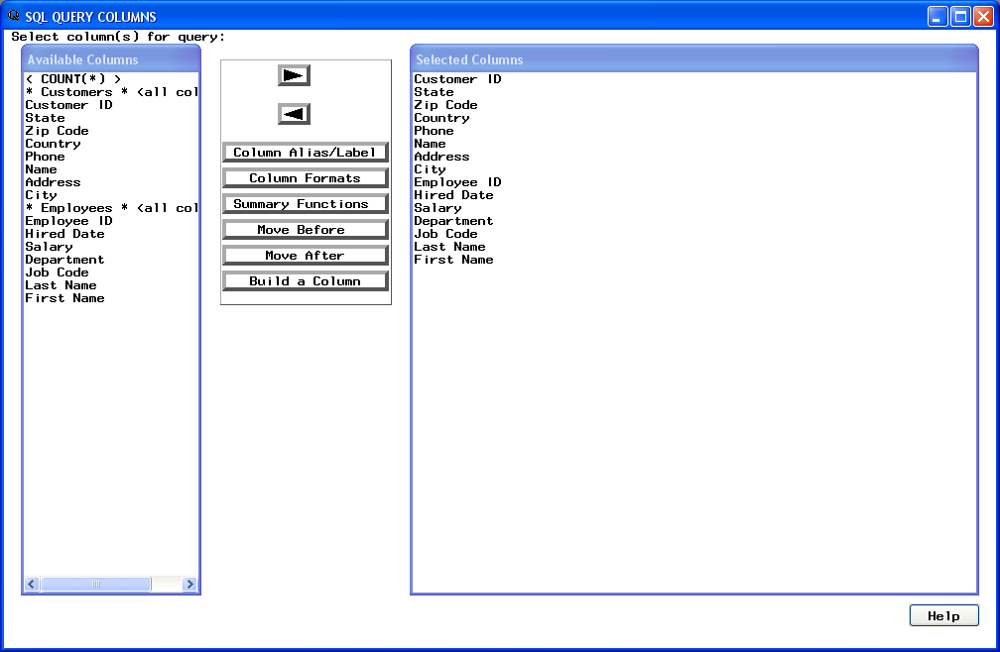 SQL QUERY COLUMNS
Select column(s) for query:
Available Columns
< COUNT(*) >
* Customers * <all col
Customer ID
State
Zip Code
Country
Phone
Name
Address
City
* Employees * <all col
Employee ID
Hired Date
Salary
Department
Job Code
Last Name
First Name
Column Alias/Label
Column Formats
Summary Functions
Move Before
Move After
Build a Column
Selected Columns
Customer ID
State
Zip Code
Country
Phone
Name
Address
City
Employee ID
Hired Date
Salary
Department
Job Code
Last Name
First Name
Help